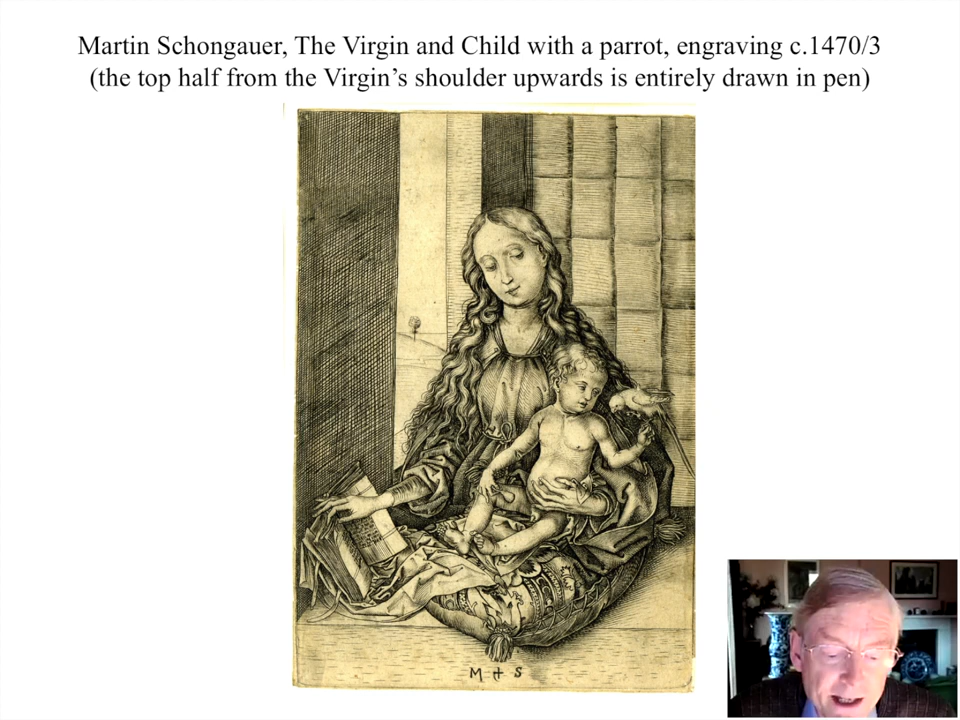 Martin Schongauer, The Virgin and Child with a parrot, engraving c.1470/3
(the top half from the Virgin’s shoulder upwards is entirely drawn in pen)
M + S